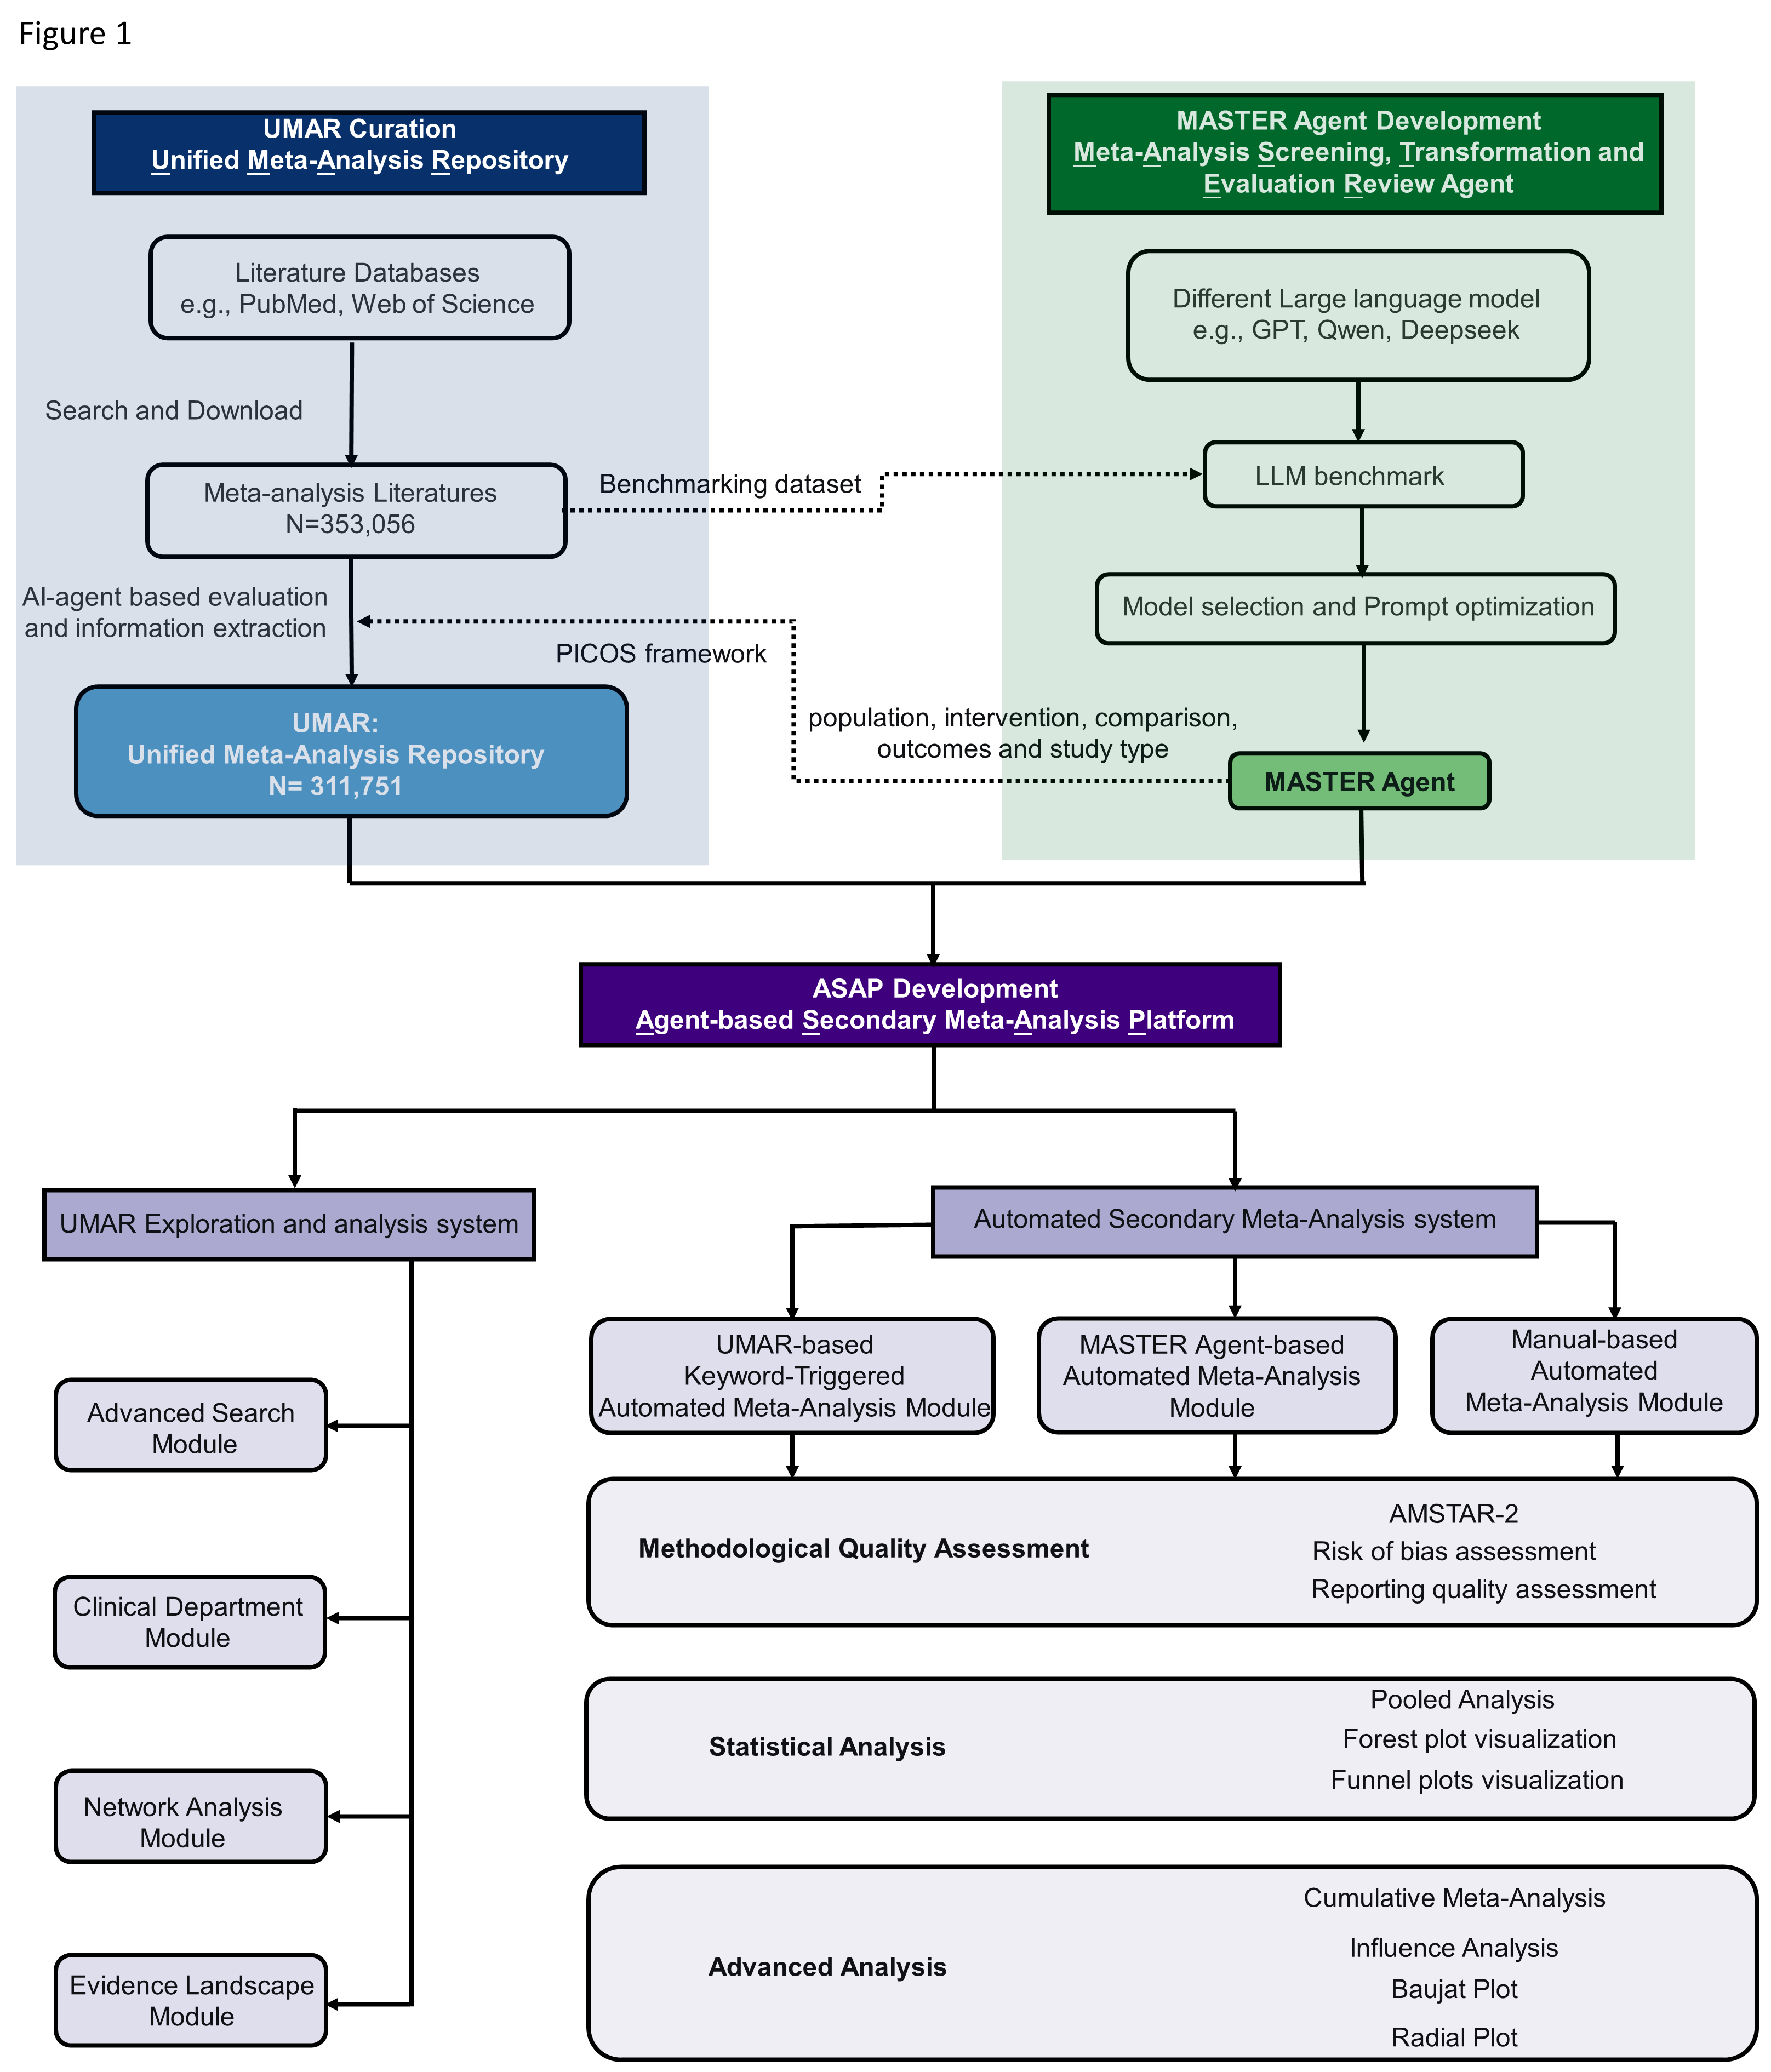 Figure 1
UMAR Curation
Unified Meta-Analysis Repository
Literature Databases
e.g., PubMed, Web of Science
Search and Download
Meta-analysis Literatures
N=353,056
Benchmarking dataset
AI-agent based evaluation
and information extraction
PICOS framework
UMAR:
Unified Meta-Analysis Repository
N= 311,751
MASTER Agent Development
Meta-Analysis Screening, Transformation and
Evaluation Review Agent
Different Large language model
e.g., GPT, Qwen, Deepseek
LLM benchmark
Model selection and Prompt optimization
population, intervention, comparison,
outcomes and study type
MASTER Agent
ASAP Development
Agent-based Secondary Meta-Analysis Platform
UMAR Exploration and analysis system
Advanced Search
Module
Clinical Department
Module
Network Analysis
Module
Evidence Landscape
Module
Automated Secondary Meta-Analysis system
UMAR-based
Keyword-Triggered
Automated Meta-Analysis Module
MASTER Agent-based
Automated Meta-Analysis
Module
Manual-based
Automated
Meta-Analysis Module
Methodological Quality Assessment
AMSTAR-2
Risk of bias assessment
Reporting quality assessment
Statistical Analysis
Pooled Analysis
Forest plot visualization
Funnel plots visualization
Advanced Analysis
Cumulative Meta-Analysis
Influence Analysis
Baujat Plot
Radial Plot